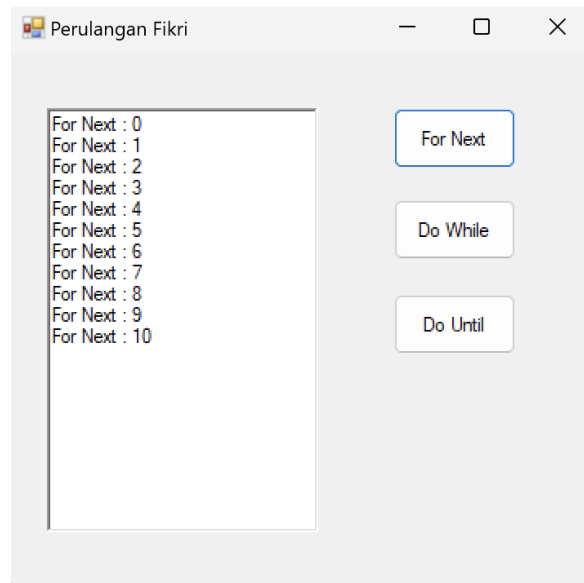 Perulangan Fikri
For Next : 0
For Next : 1
For Next : 2
For Next : 3
For Next : 4
For Next : 5
For Next : 6
For Next : 7
For Next : 8
For Next : 9
For Next : 10
For Next
Do While
Do Until